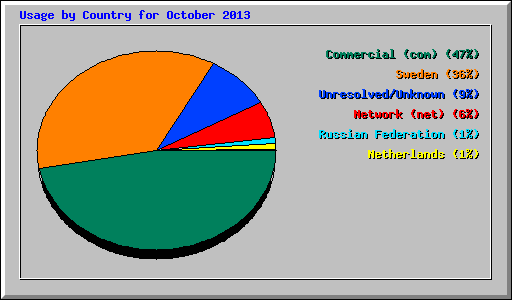 Usage by Country for October 2013
Commercial (com) (47%)
Sweden (36%)
Unresolved/Unknown (9%)
Network (net) (6%)
Russian Federation (1%)
Netherlands (1%)